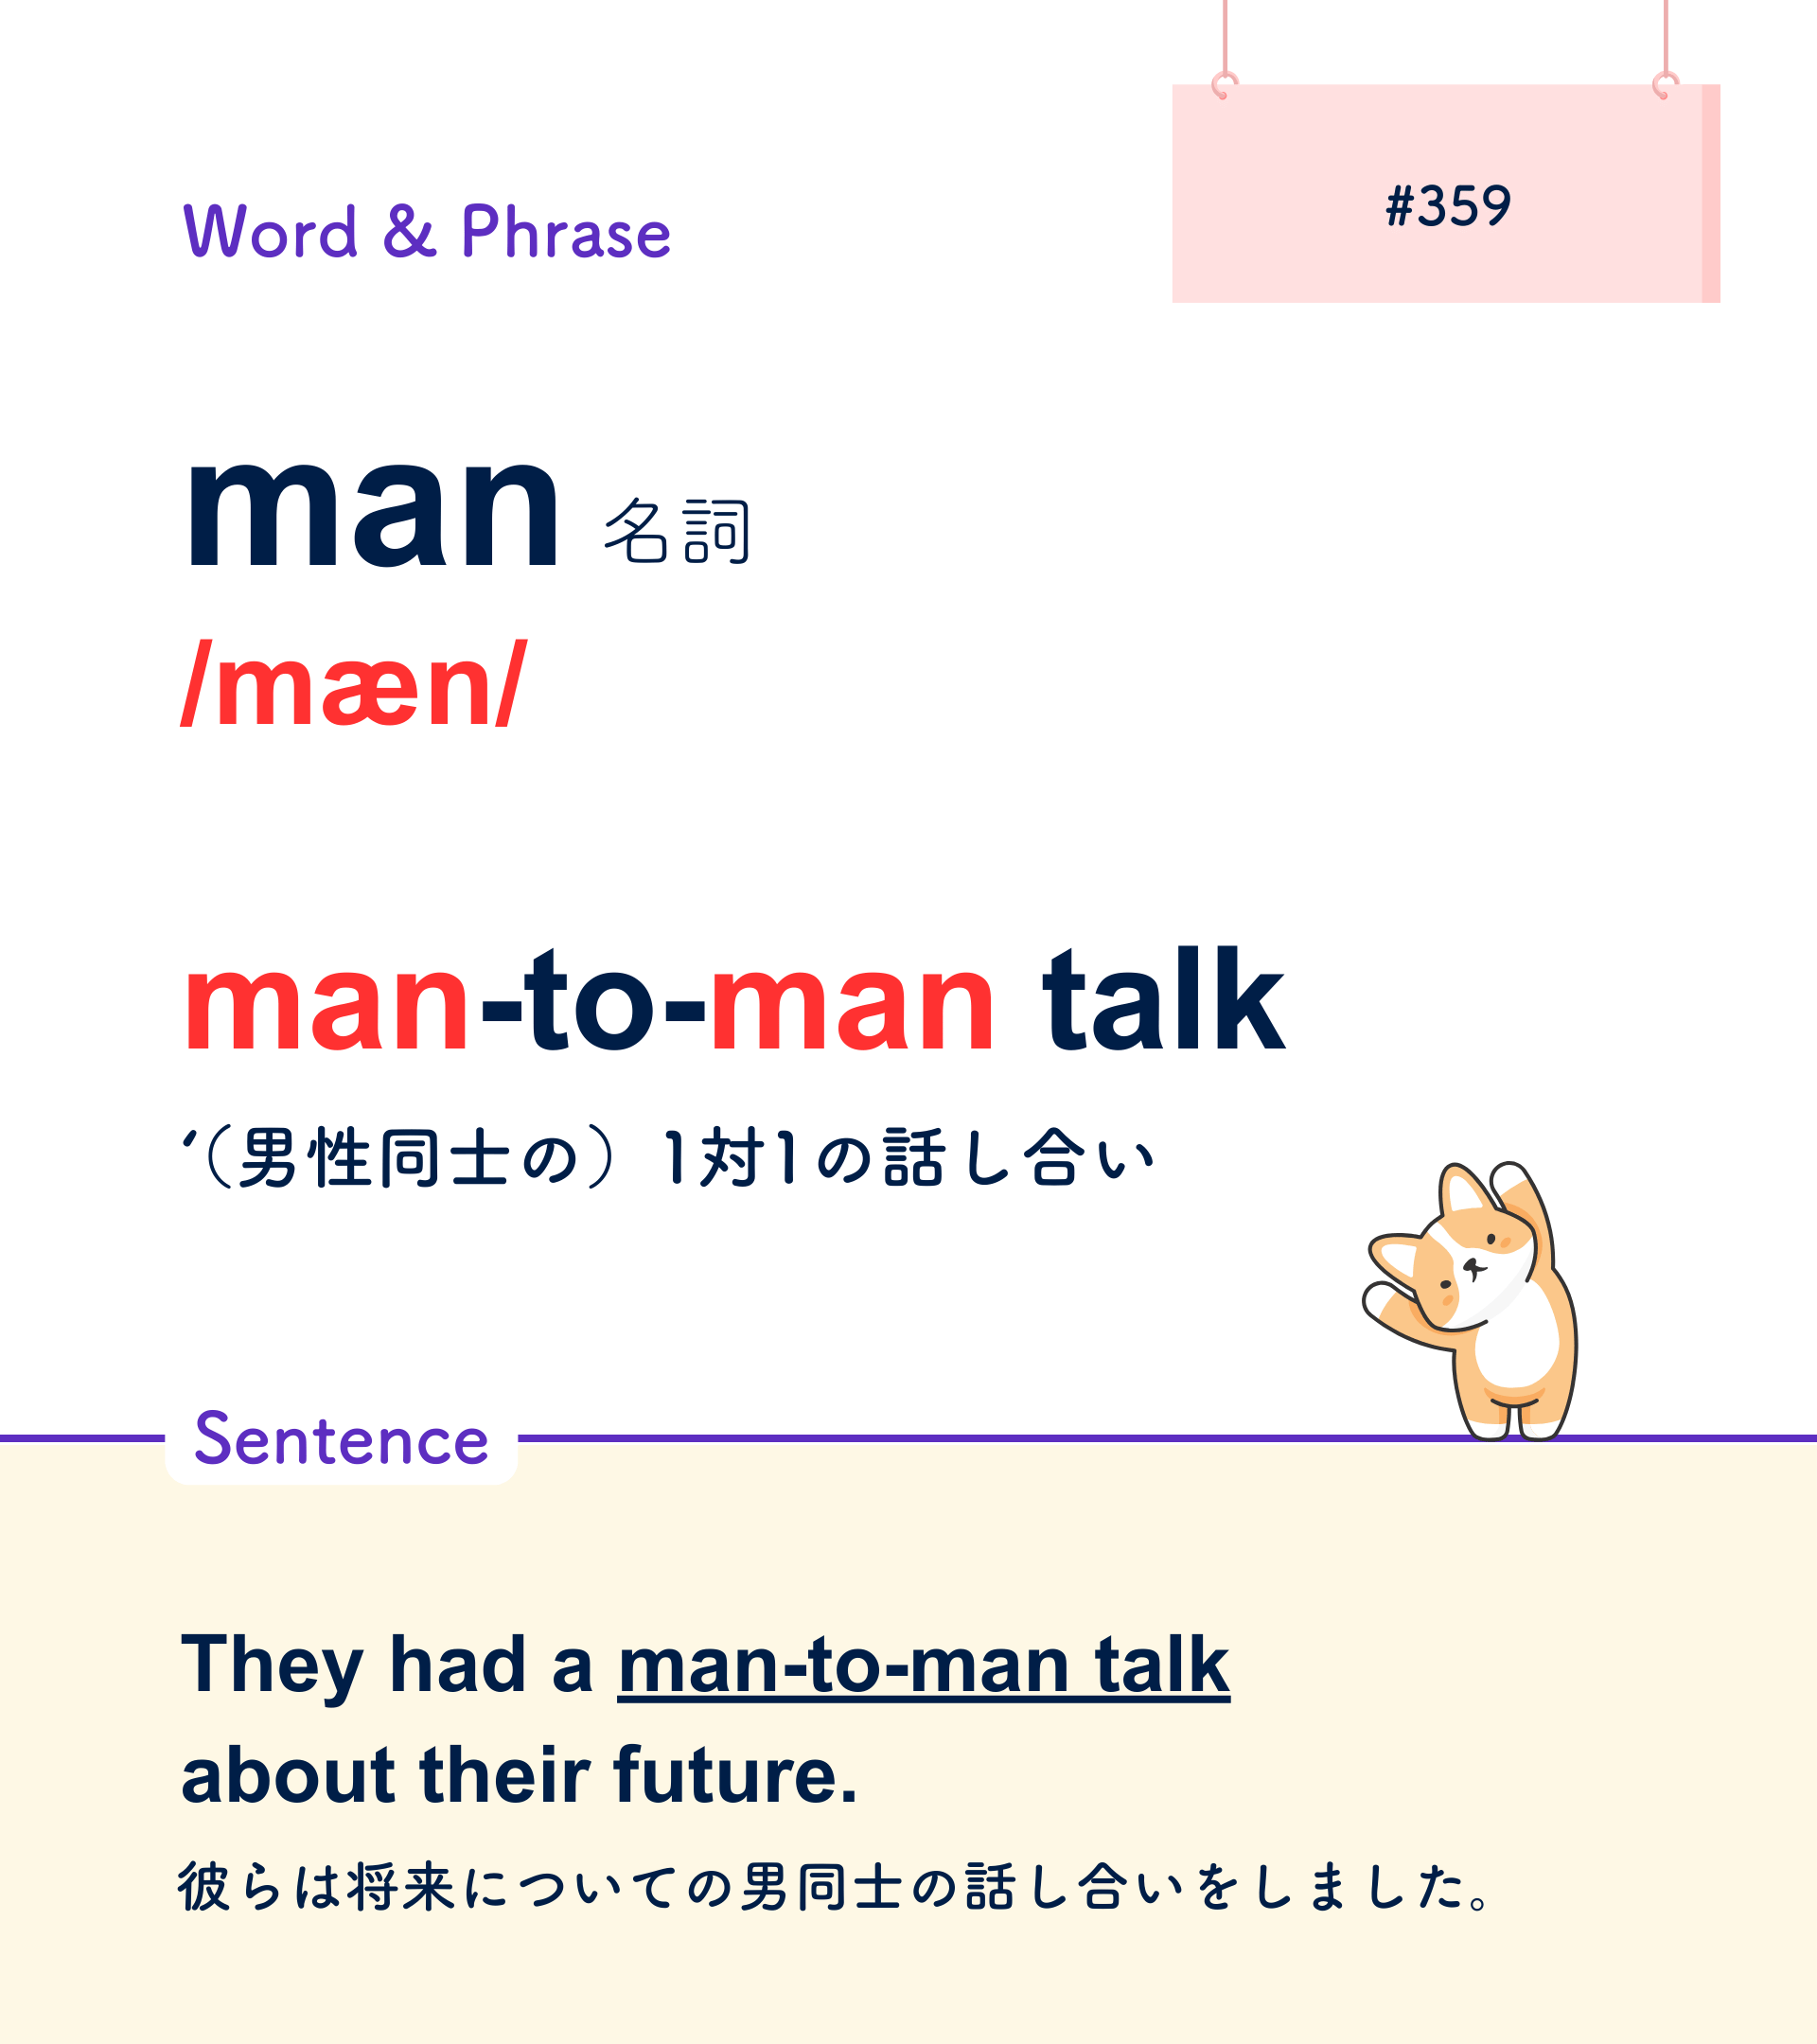 #359
Word & Phrase
man 名詞
/mæn/
man-to-man talk
‘（男性同士の） 1対1の話し合い
Sentence
They had a man-to-man talk
about their future.
彼らは将来についての男同士の話し合いをしました。